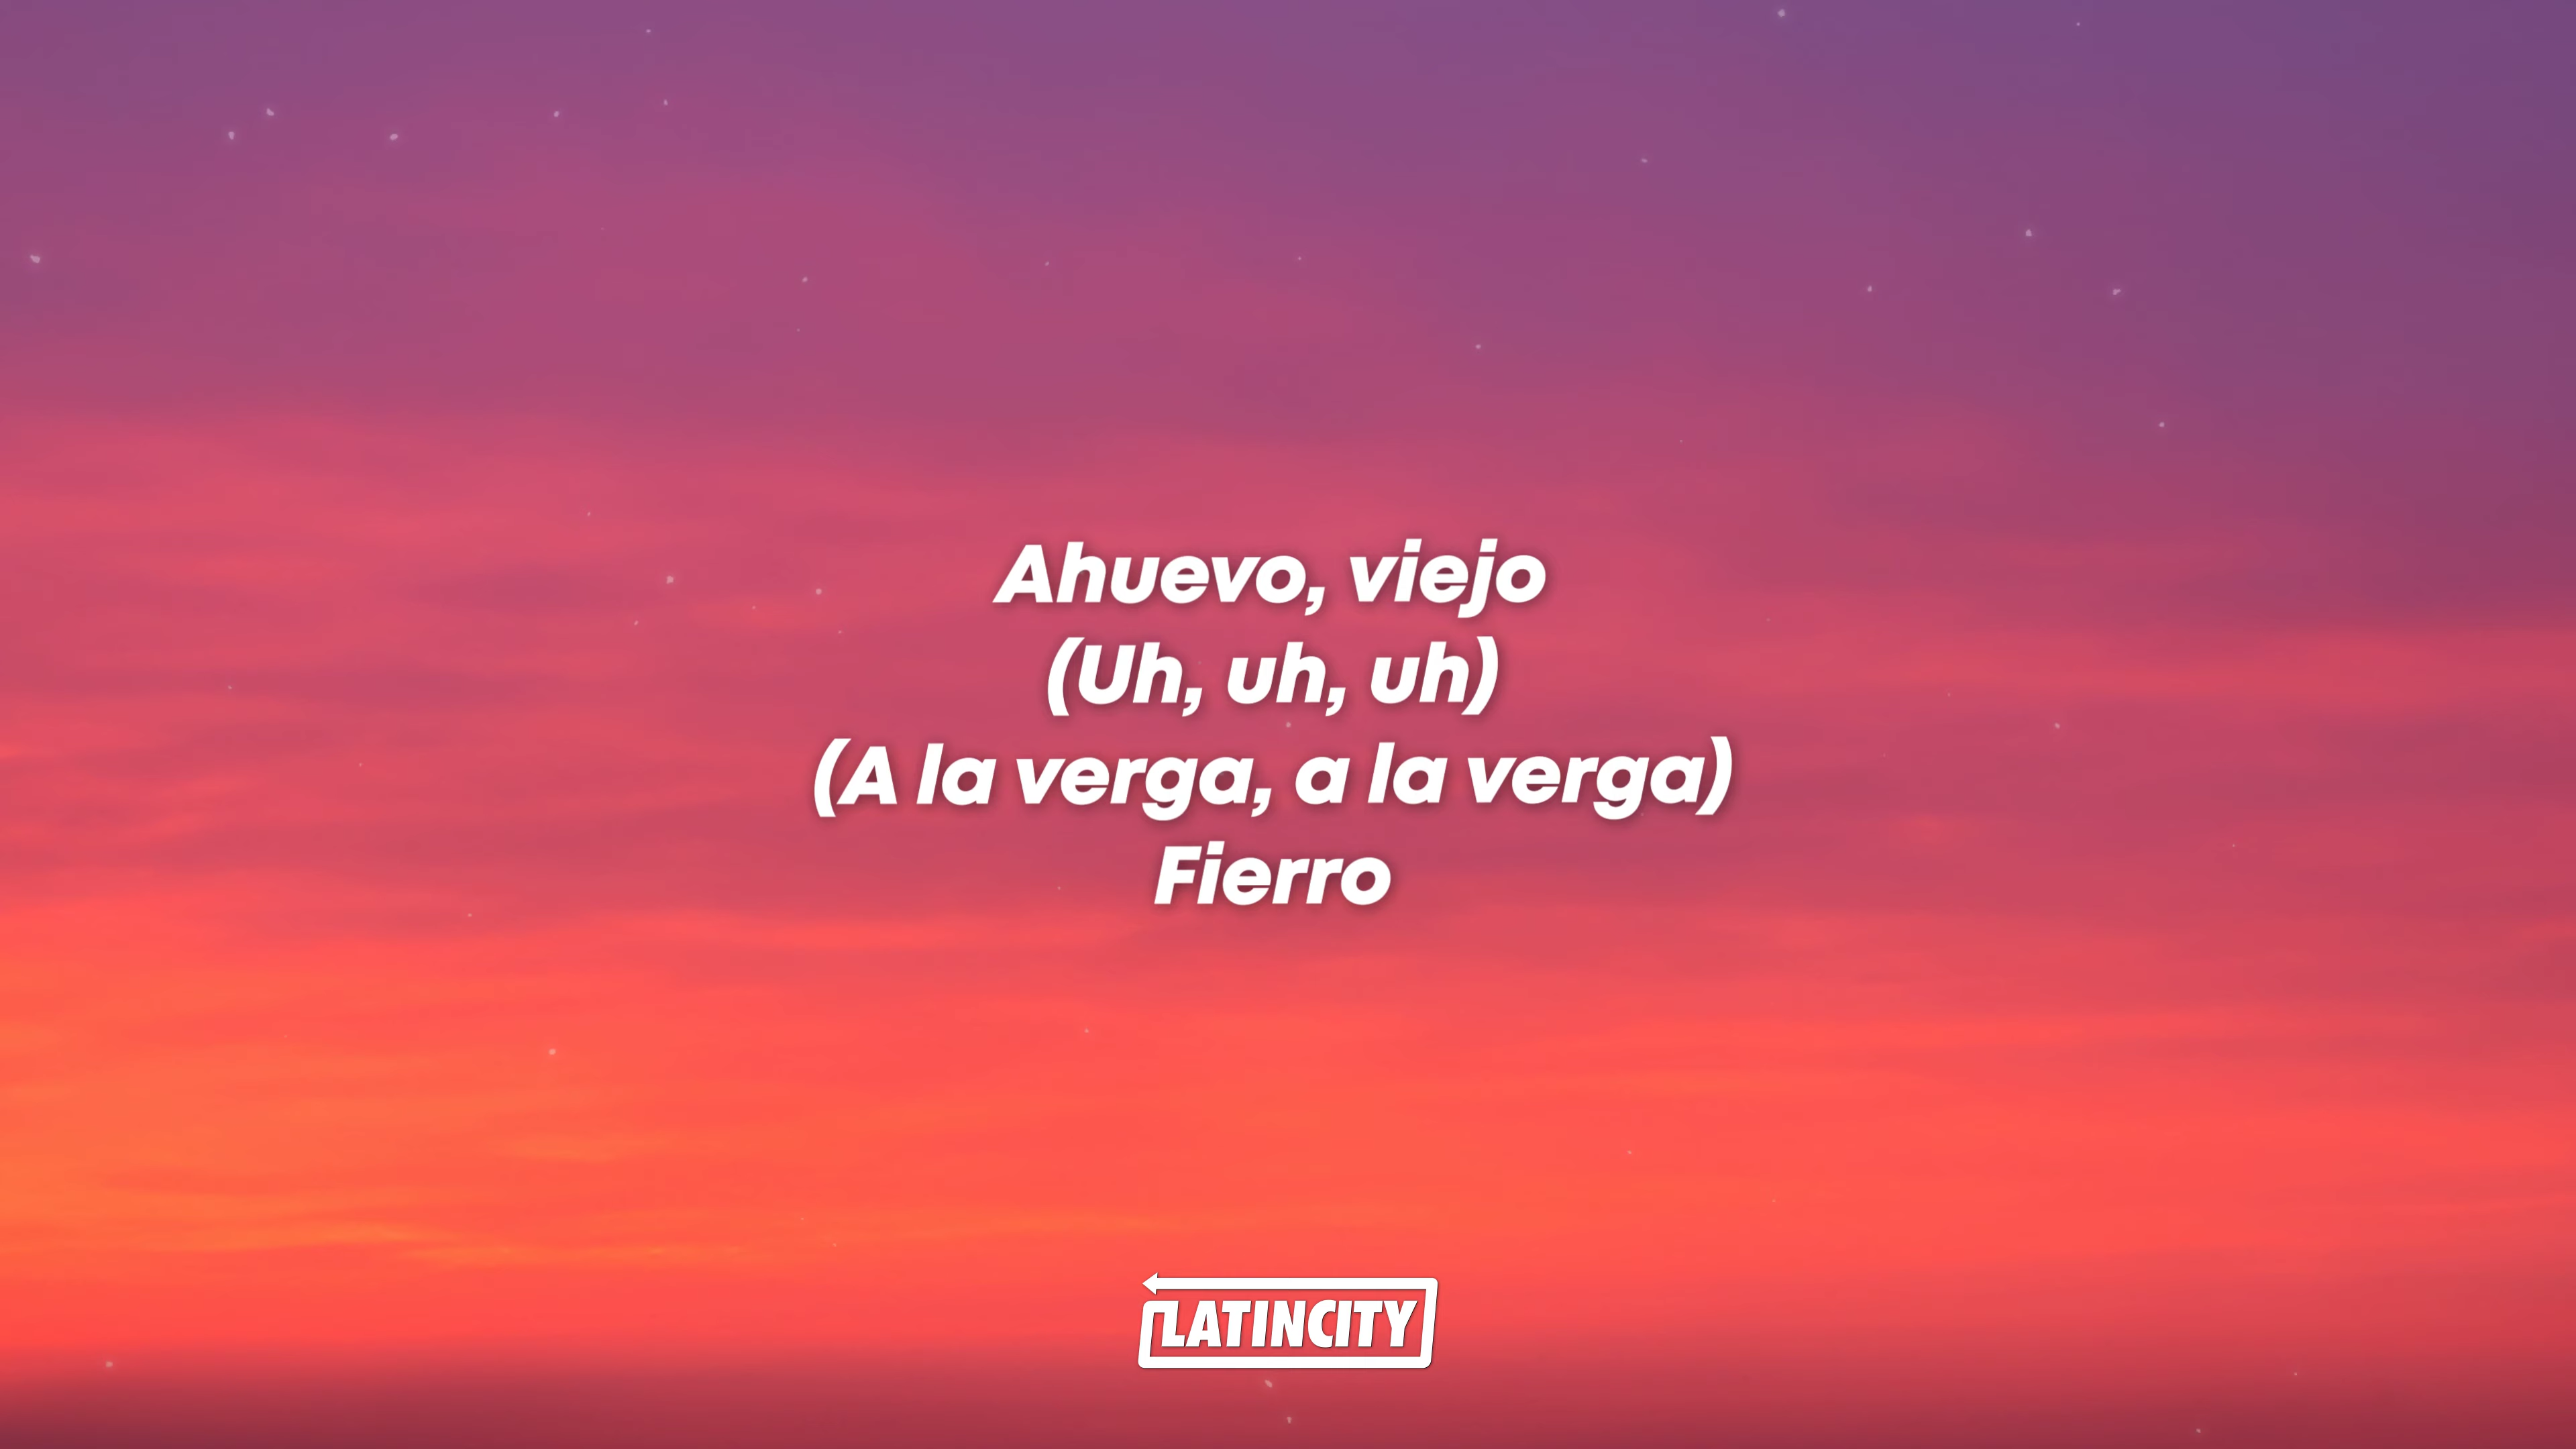 Ahuevo, viejo
(Uh, uh, uh)
(A la verga, a la verga)
Fierro
LATINCITY